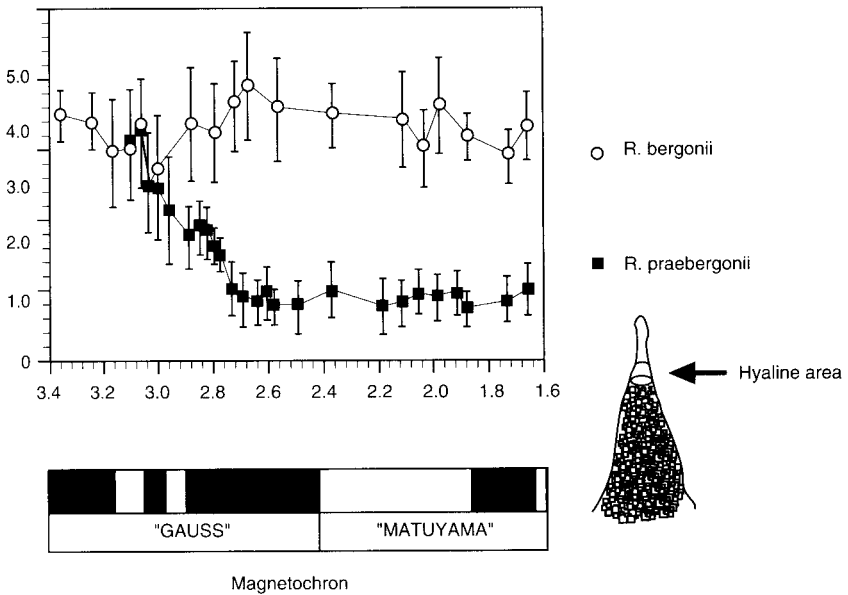 5.0
4.0
3.0
2.0
1.0
0
3.4 3.2 3.0 2.8 2.6 2.4 2.2 2.0 1.8 1.6
R. bergonii
R. praebergonii
Hyaline area
"GAUSS" "MATUYAMA"
Magnetochron